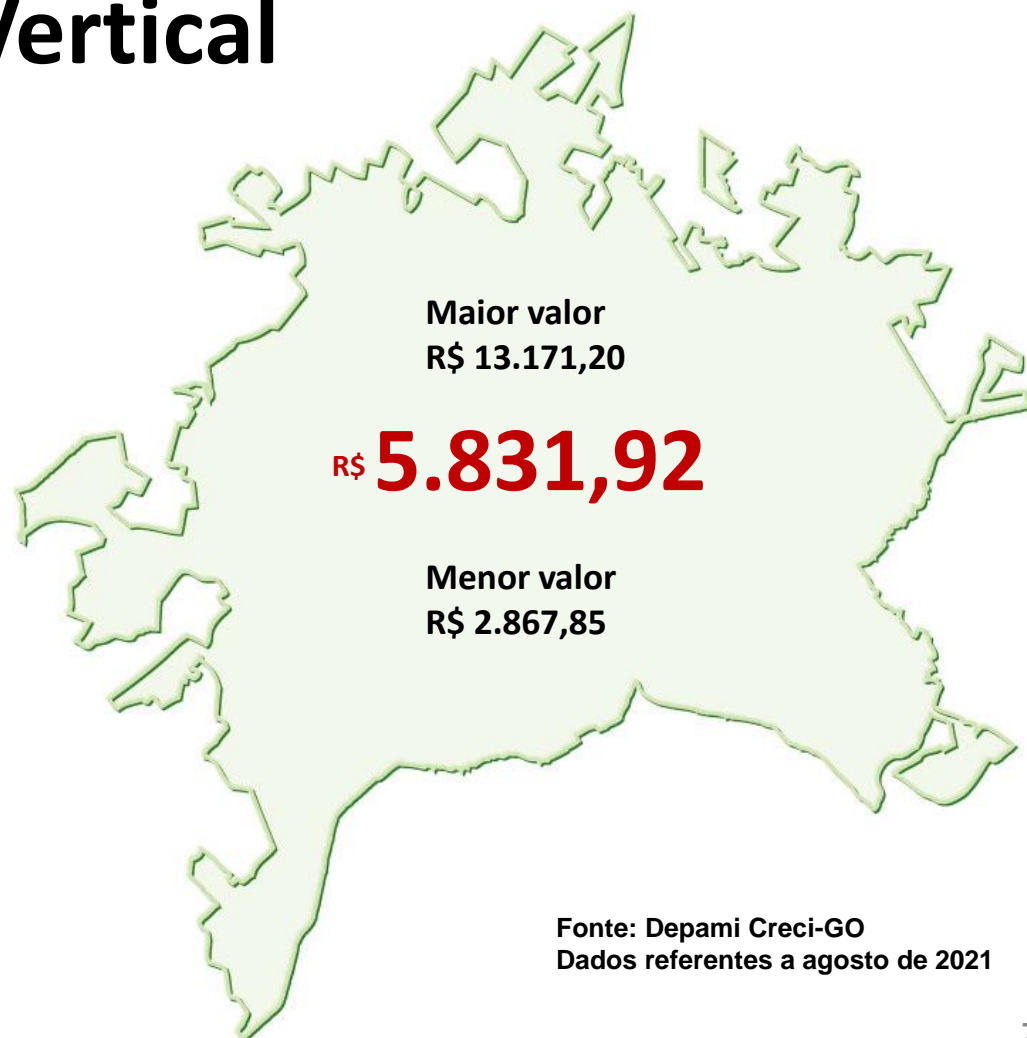 Vertical
Maior valor
R$ 13.171,20
R$ 5.831,92
Menor valor
R$ 2.867,85
Fonte: Depami Creci-GO
Dados referentes a agosto de 2021